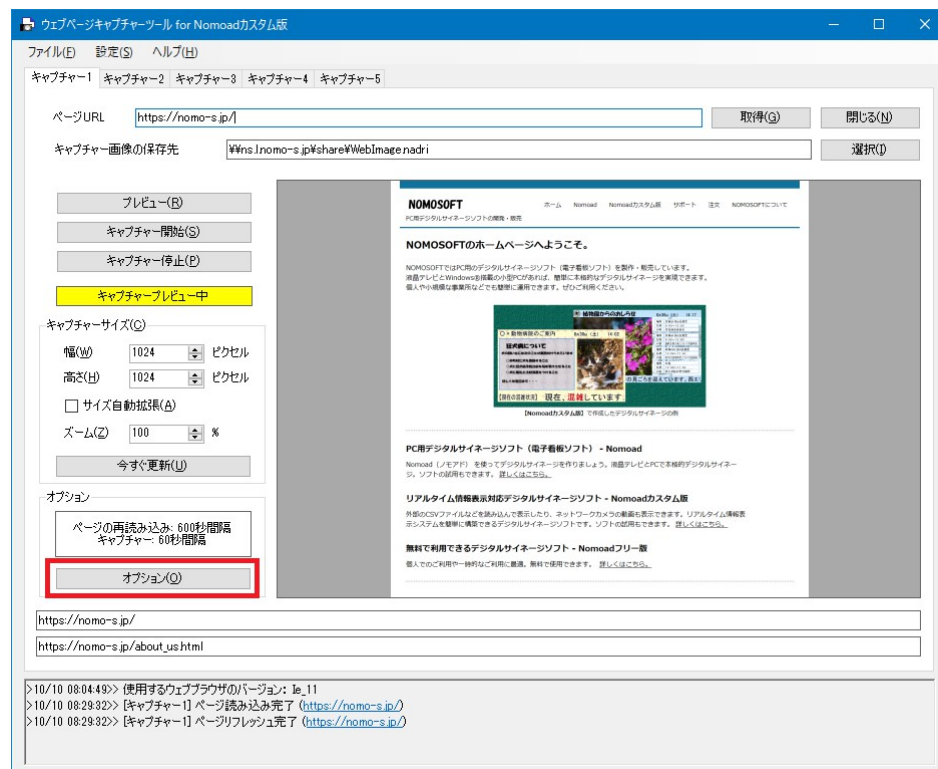 ウェブページキャプチャーツール for Nomoadカスタム版
ファイル(F) 設定(S) ヘルプ(H)
キャプチャー1 キャプチャー2 キャプチャー3 キャプチャー4 キャプチャー5
ページURL https://nomo-s.jp/ 取得(G) 閉じる(N)
キャプチャー画像の保存先 ¥¥ns.l.nomo-s.jp¥share¥WebImage.nadri 選択(I)
プレビュー(R)
キャプチャー開始(S)
キャプチャー停止(P)
キャプチャープレビュー中
キャプチャーサイズ(C)
幅(W) 1024 ピクセル
高さ(H) 1024 ピクセル
サイズ自動拡張(A)
ズーム(Z) 100 %
今すぐ更新(U)
オプション
ページの再読み込み: 600秒間隔
キャプチャー: 60秒間隔
オプション(O)
NOMOSOFT
ホーム Nomoad Nomoadカスタム版 サポート 注文 NOMOSOFTについて
PC用デジタルサイネージソフトの開発・販売
NOMOSOFTのホームページへようこそ。
NOMOSOFTではPC用のデジタルサイネージソフト（電子看板ソフト）を製作・販売しています。
液晶テレビとWindows®搭載の小型PCがあれば、簡単に本格的なデジタルサイネージを実現できます。
個人や小規模な事業所などでも簡単に運用できます。ぜひご利用ください。
動物病院のご案内
狂犬病について
植物園からのお知らせ
の見ごろを迎えています。
【現在の混雑状況】 現在，混雑しています
【Nomoadカスタム版】で作成したデジタルサイネージの例
PC用デジタルサイネージソフト（電子看板ソフト） - Nomoad
Nomoad（ノモアド）を使ってデジタルサイネージを作りましょう。液晶テレビとPCで本格的デジタルサイネー
ジ。ソフトの試用もできます。 詳しくはこちら。
リアルタイム情報表示対応デジタルサイネージソフト - Nomoadカスタム版
外部のCSVファイルなどを読み込んで表示したり、ネットワークカメラの動画も表示できます。リアルタイム情報表
示システムを簡単に構築できるデジタルサイネージソフトです。ソフトの試用もできます。 詳しくはこちら。
無料で利用できるデジタルサイネージソフト - Nomoadフリー版
個人でのご利用や一時的なご利用に最適。無料で使用できます。 詳しくはこちら。
https://nomo-s.jp/
https://nomo-s.jp/about_us.html
>10/10 08:04:49>> 使用するウェブブラウザのバージョン: Ie_11
>10/10 08:29:32>> [キャプチャー1] ページ読み込み完了 (https://nomo-s.jp/)
>10/10 08:29:32>> [キャプチャー1] ページリフレッシュ完了 (https://nomo-s.jp/)